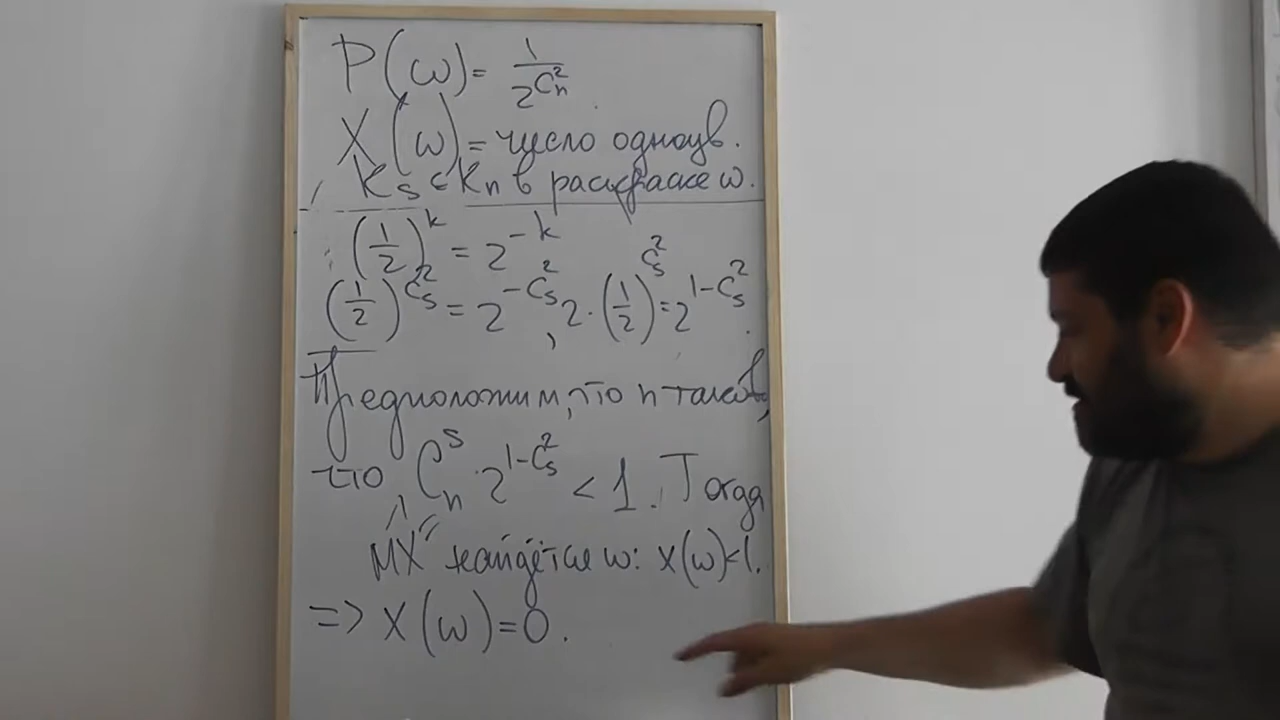 P(ω) = 1/2^{C_n^2}.
X(ω) = число одноцв.
K_s ⊂ K_n в раскраске ω.
(1/2)^k = 2^{-k}
(1/2)^{C_s^2} = 2^{-C_s^2}, 2·(1/2)^{C_s^2} = 2^{1-C_s^2}.
Предположим, что n таково,
что C_n^s · 2^{1-C_s^2} < 1. Тогда
MX найдётся ω: X(ω)<1.
=> X(ω)=0.